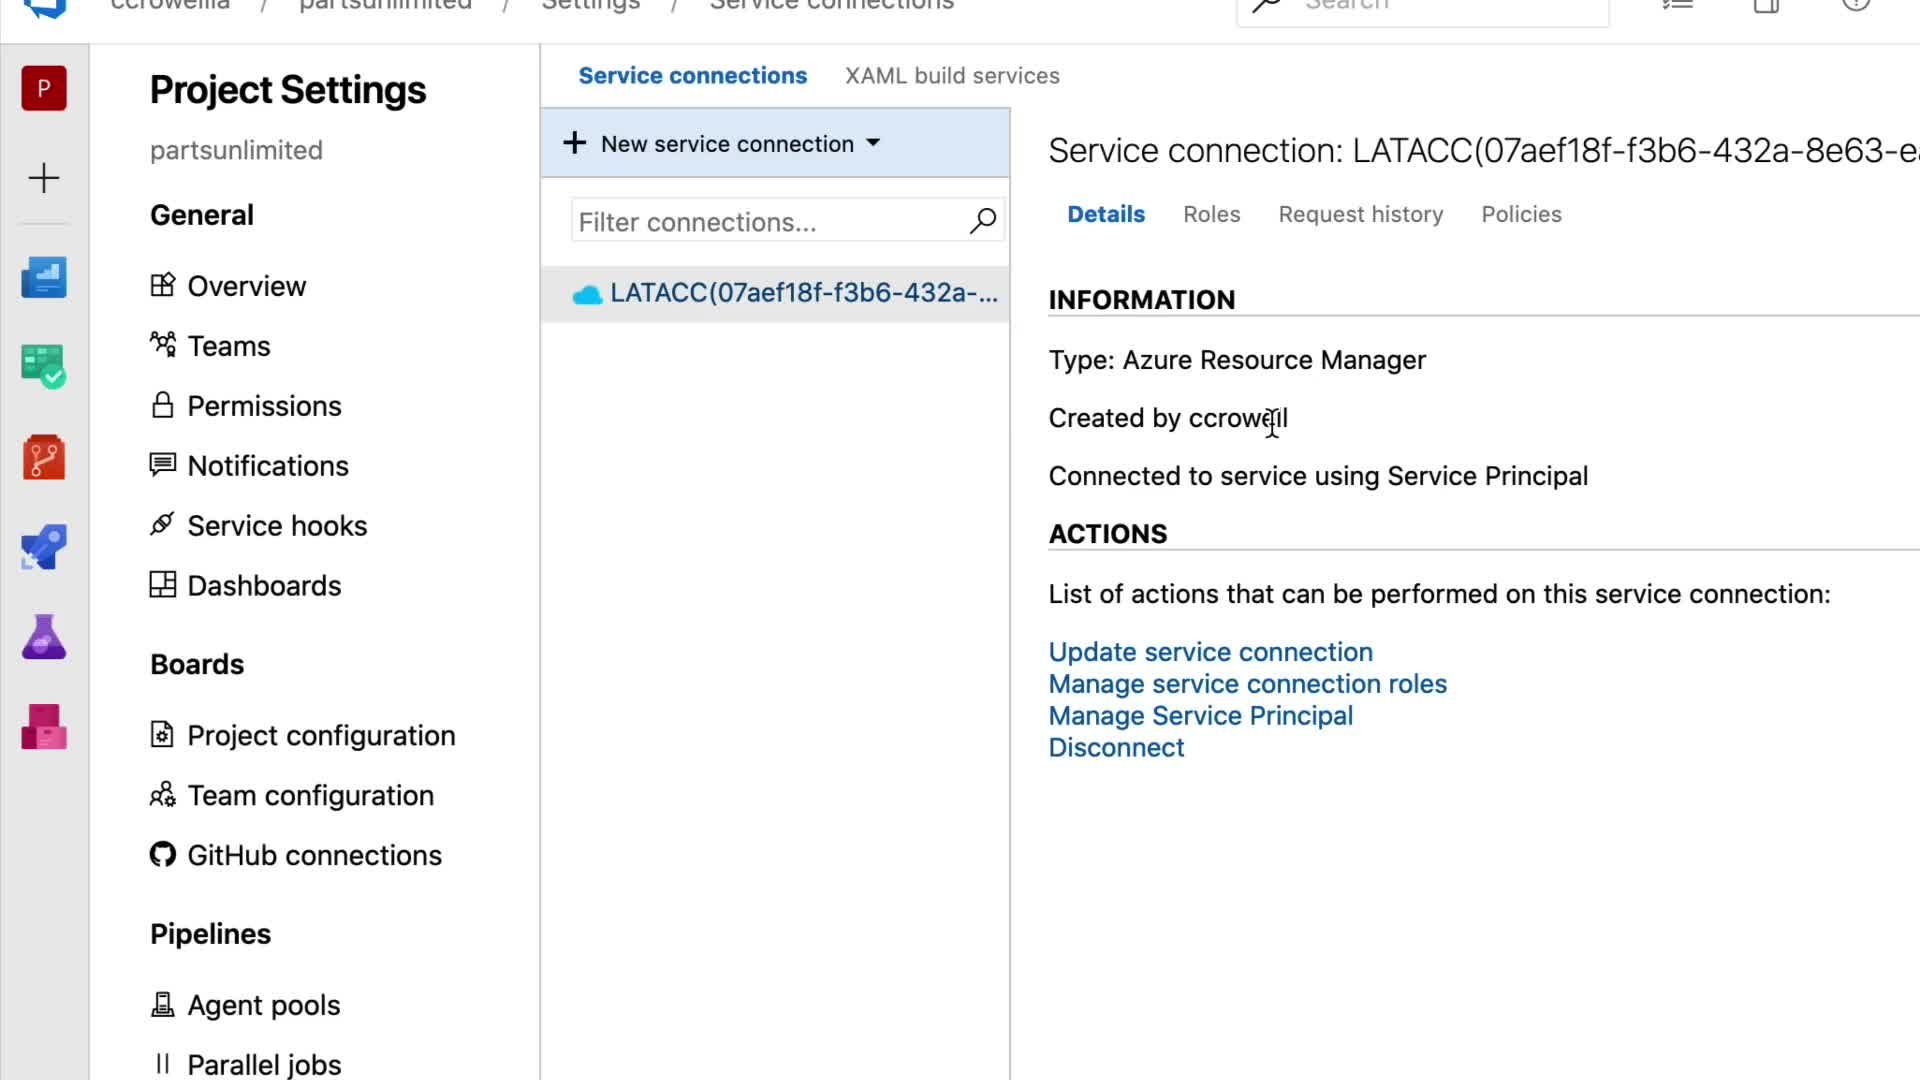 ccrowellla / partsunlimited / Settings / Service connections
Search
P
Project Settings
partsunlimited
General
Overview
Teams
Permissions
Notifications
Service hooks
Dashboards
Boards
Project configuration
Team configuration
GitHub connections
Pipelines
Agent pools
Parallel jobs
Service connections
XAML build services
+ New service connection
Filter connections...
LATACC(07aef18f-f3b6-432a-...
Service connection: LATACC(07aef18f-f3b6-432a-8e63-ea
Details
Roles
Request history
Policies
INFORMATION
Type: Azure Resource Manager
Created by ccrowell
Connected to service using Service Principal
ACTIONS
List of actions that can be performed on this service connection:
Update service connection
Manage service connection roles
Manage Service Principal
Disconnect